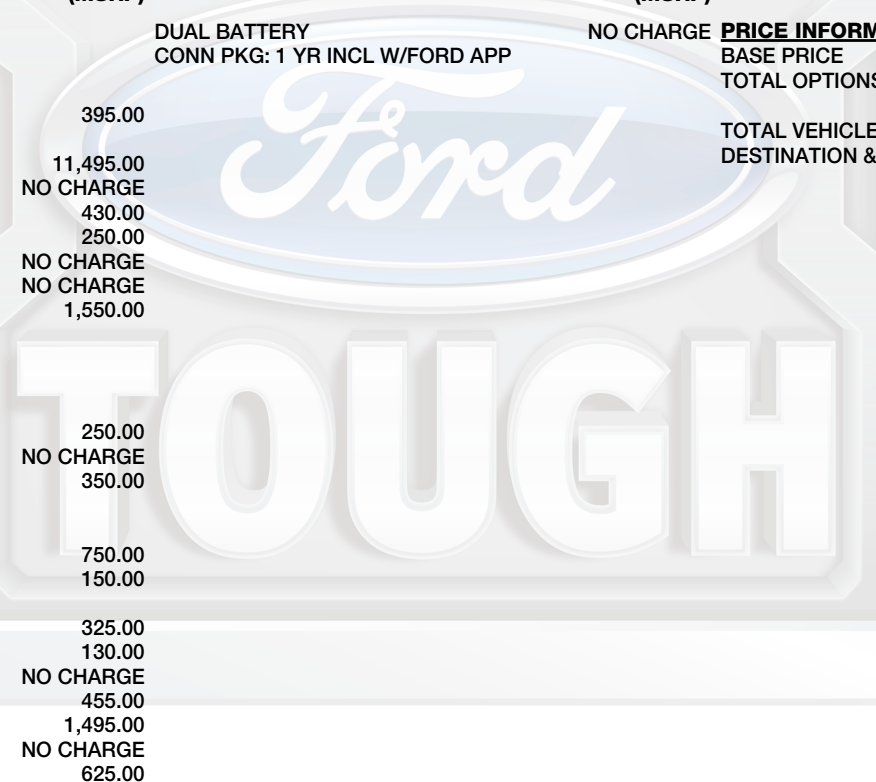 DUAL BATTERY NO CHARGE
CONN PKG: 1 YR INCL W/FORD APP
PRICE
BASE PRICE
TOTAL OPTIONS
TOTAL VEHICLE
DESTINATION &
395.00
11,495.00
NO CHARGE
430.00
250.00
NO CHARGE
NO CHARGE
1,550.00
250.00
NO CHARGE
350.00
750.00
150.00
325.00
130.00
NO CHARGE
455.00
1,495.00
NO CHARGE
625.00
Ford
TOUGH